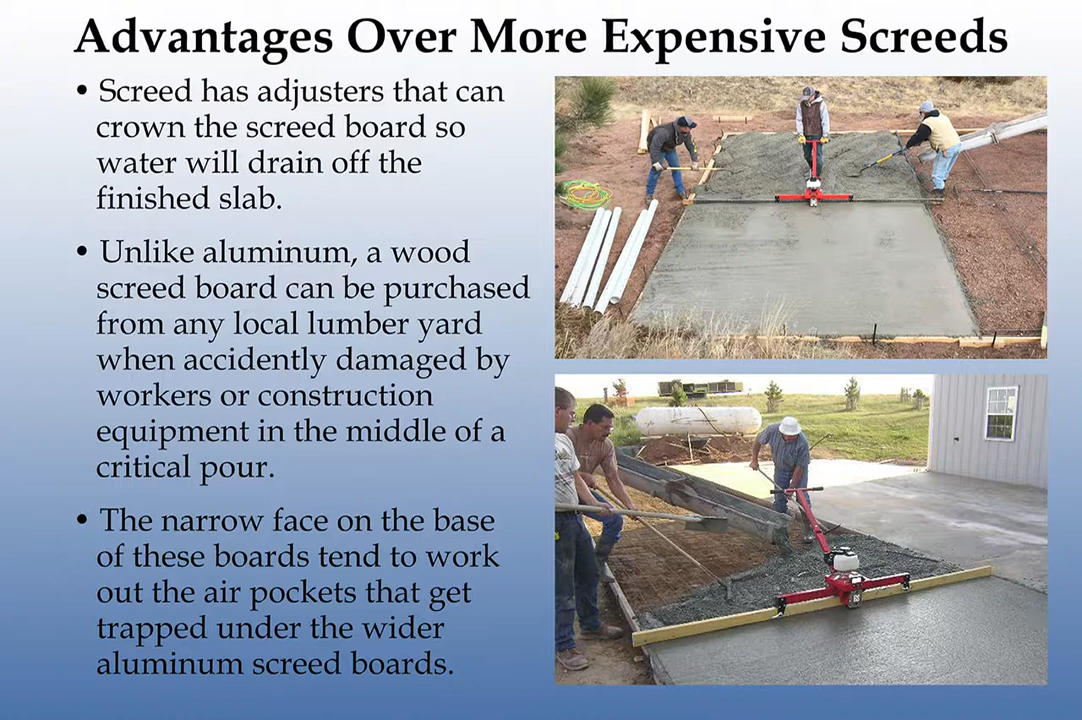 Advantages Over More Expensive Screeds
• Screed has adjusters that can
crown the screed board so
water will drain off the
finished slab.
• Unlike aluminum, a wood
screed board can be purchased
from any local lumber yard
when accidently damaged by
workers or construction
equipment in the middle of a
critical pour.
• The narrow face on the base
of these boards tend to work
out the air pockets that get
trapped under the wider
aluminum screed boards.